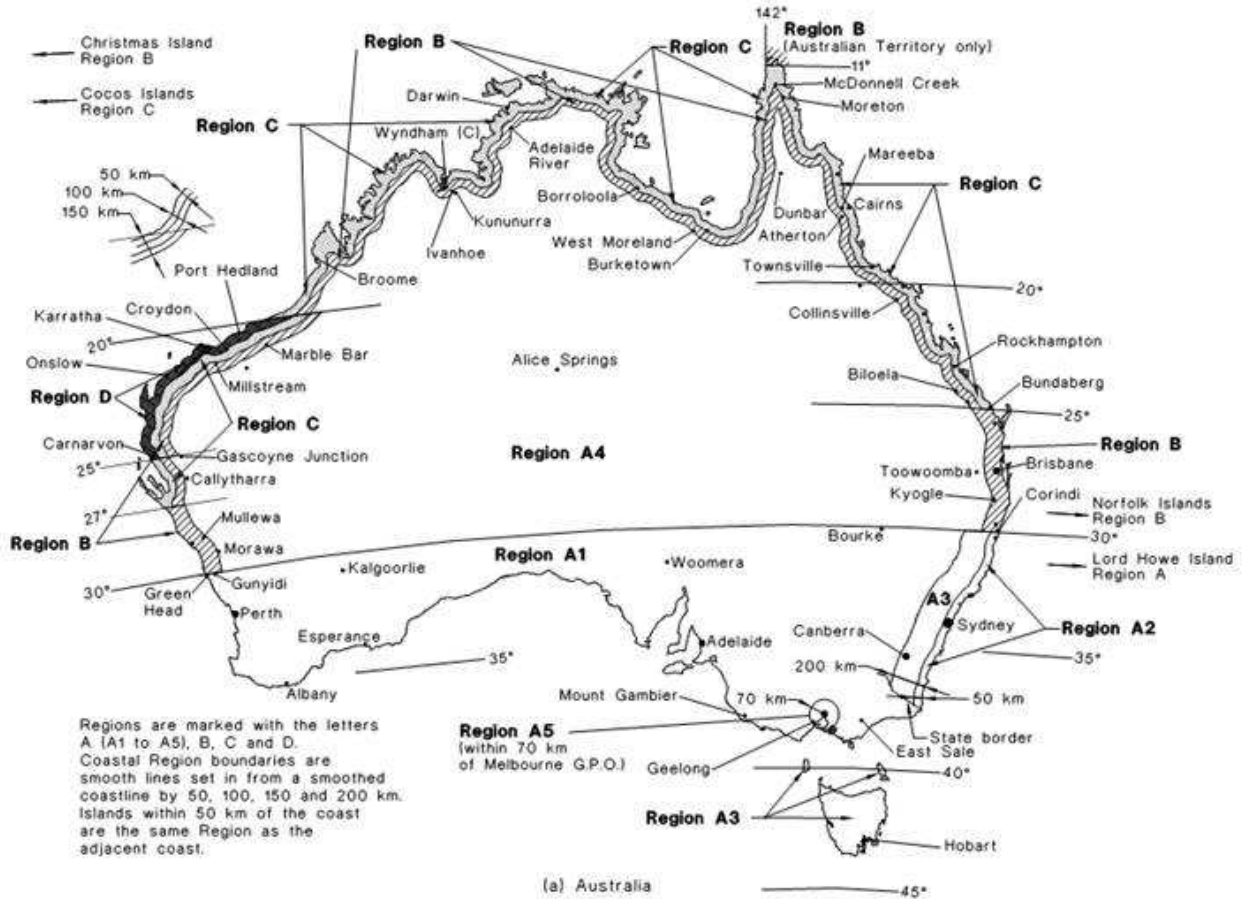 142°
Christmas Island
Region B
Region B
Region C
Region B
(Australian Territory only)
11°
McDonnell Creek
Moreton
Cocos Islands
Region C
Darwin
Region C
Wyndham (C)
Adelaide
River
Mareeba
50 km
100 km
150 km
Borroloola
Region C
Kununurra
Dunbar
Cairns
West Moreland
Atherton
Ivanhoe
Burketown
Townsville
Port Hedland
Broome
20°
Croydon
Collinsville
Karratha
20°
Marble Bar
Rockhampton
Onslow
Alice Springs
Millstream
Biloela
Bundaberg
Region D
25°
Region C
Carnarvon
Region A4
Region B
25°
Gascoyne Junction
Toowoomba
Brisbane
Callytharra
Kyogle
Corindi
27°
Norfolk Islands
Region B
Mullewa
Region B
Bourke
30°
Morawa
Region A1
Lord Howe Island
Region A
Kalgoorlie
Woomera
30°
Gunyidi
Green
Head
A3
Perth
Sydney
Esperance
Adelaide
Canberra
Region A2
35°
35°
200 km
Albany
Mount Gambier
70 km
50 km
Regions are marked with the letters
A (A1 to A5), B, C and D.
Coastal Region boundaries are
smooth lines set in from a smoothed
coastline by 50, 100, 150 and 200 km.
Islands within 50 km of the coast
are the same Region as the
adjacent coast.
Region A5
(within 70 km
of Melbourne G.P.O.)
State border
East Sale
Geelong
40°
Region A3
Hobart
(a) Australia
45°